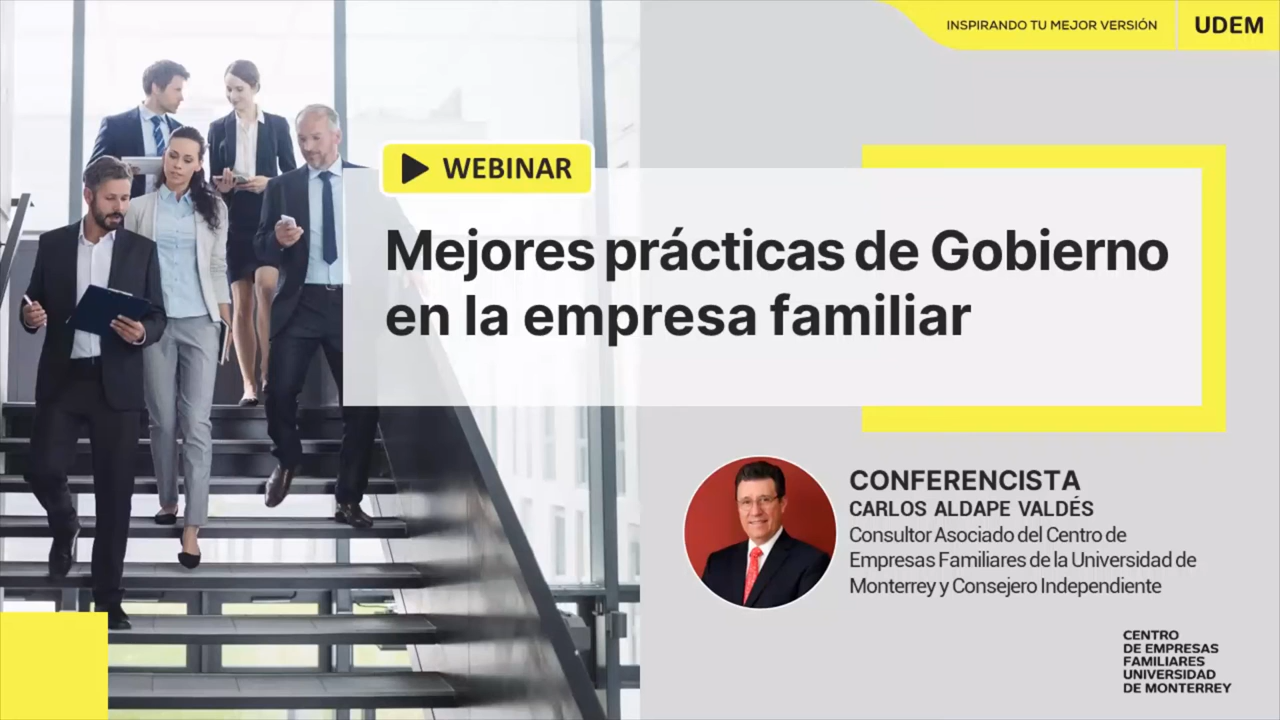 INSPIRANDO TU MEJOR VERSIÓN
UDEM
WEBINAR
Mejores prácticas de Gobierno
en la empresa familiar
CONFERENCISTA
CARLOS ALDAPE VALDÉS
Consultor Asociado del Centro de
Empresas Familiares de la Universidad de
Monterrey y Consejero Independiente
CENTRO
DE EMPRESAS
FAMILIARES
UNIVERSIDAD
DE MONTERREY